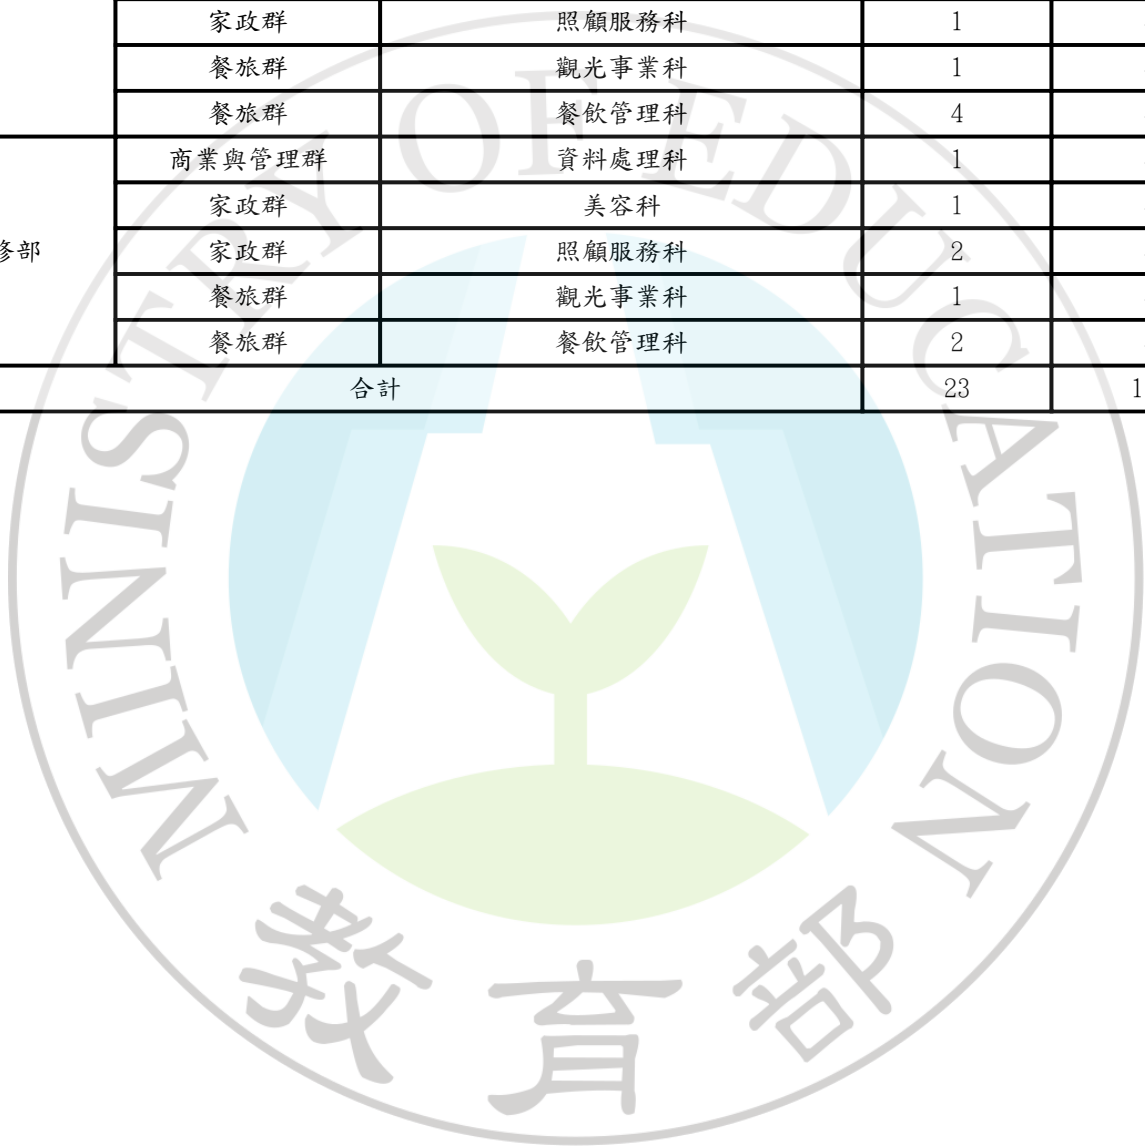 家政群 照顧服務科 1
餐旅群 觀光事業科 1
餐旅群 餐飲管理科 4
商業與管理群 資料處理科 1
家政群 美容科 1
修部 家政群 照顧服務科 2
餐旅群 觀光事業科 1
餐旅群 餐飲管理科 2
合計 23 1
MINISTRY OF EDUCATION
教育部